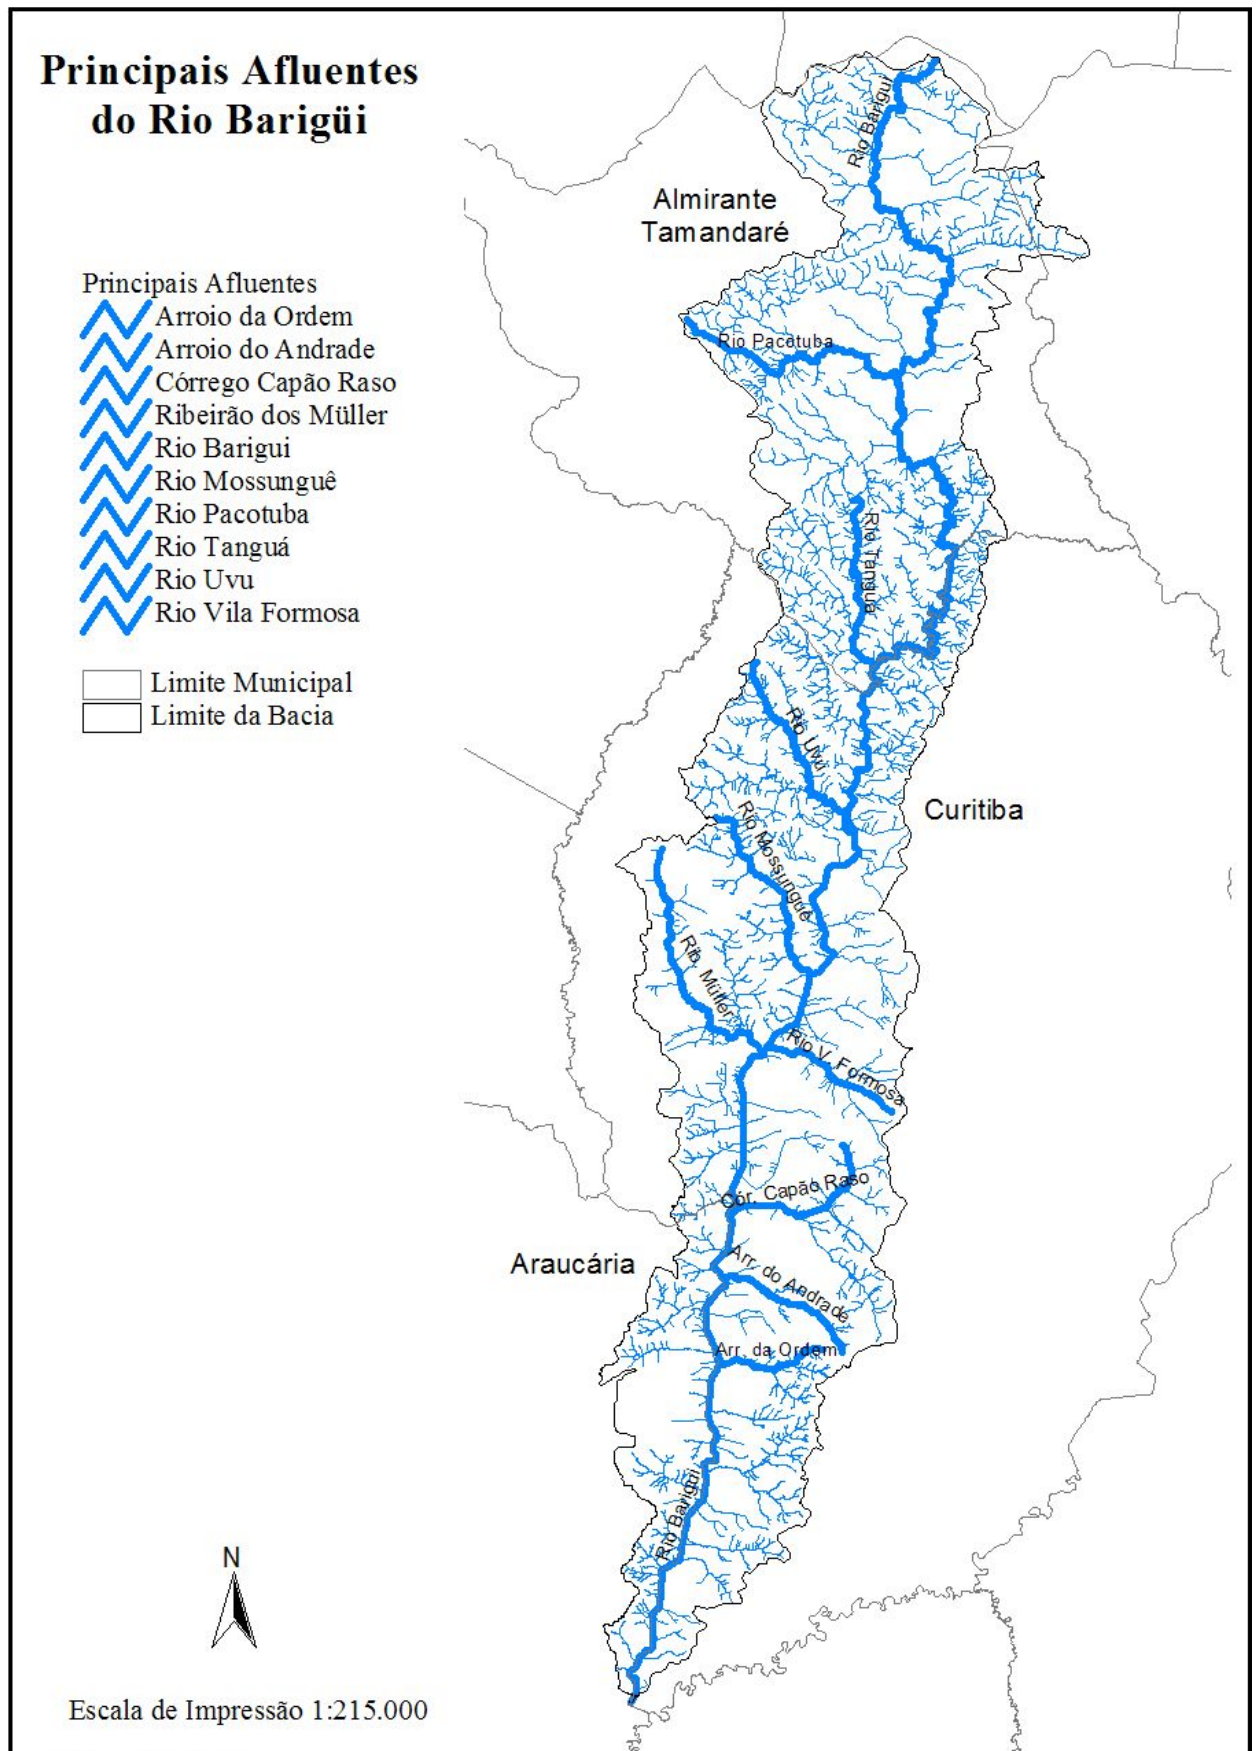 Principais Afluentes
do Rio Barigüi
Principais Afluentes
Arroio da Ordem
Arroio do Andrade
Córrego Capão Raso
Ribeirão dos Müller
Rio Barigui
Rio Mossunguê
Rio Pacotuba
Rio Tanguá
Rio Uvu
Rio Vila Formosa
Limite Municipal
Limite da Bacia
Rio Barigui
Almirante
Tamandaré
Rio Pacotuba
Rio Tanguá
Rio Uvu
Curitiba
Rio Mossunguê
Rib. Müller
Rio V. Formosa
Cór. Capão Raso
Araucária
Arr. do Andrade
Arr. da Ordem
Rio Barigui
N
Escala de Impressão 1:215.000